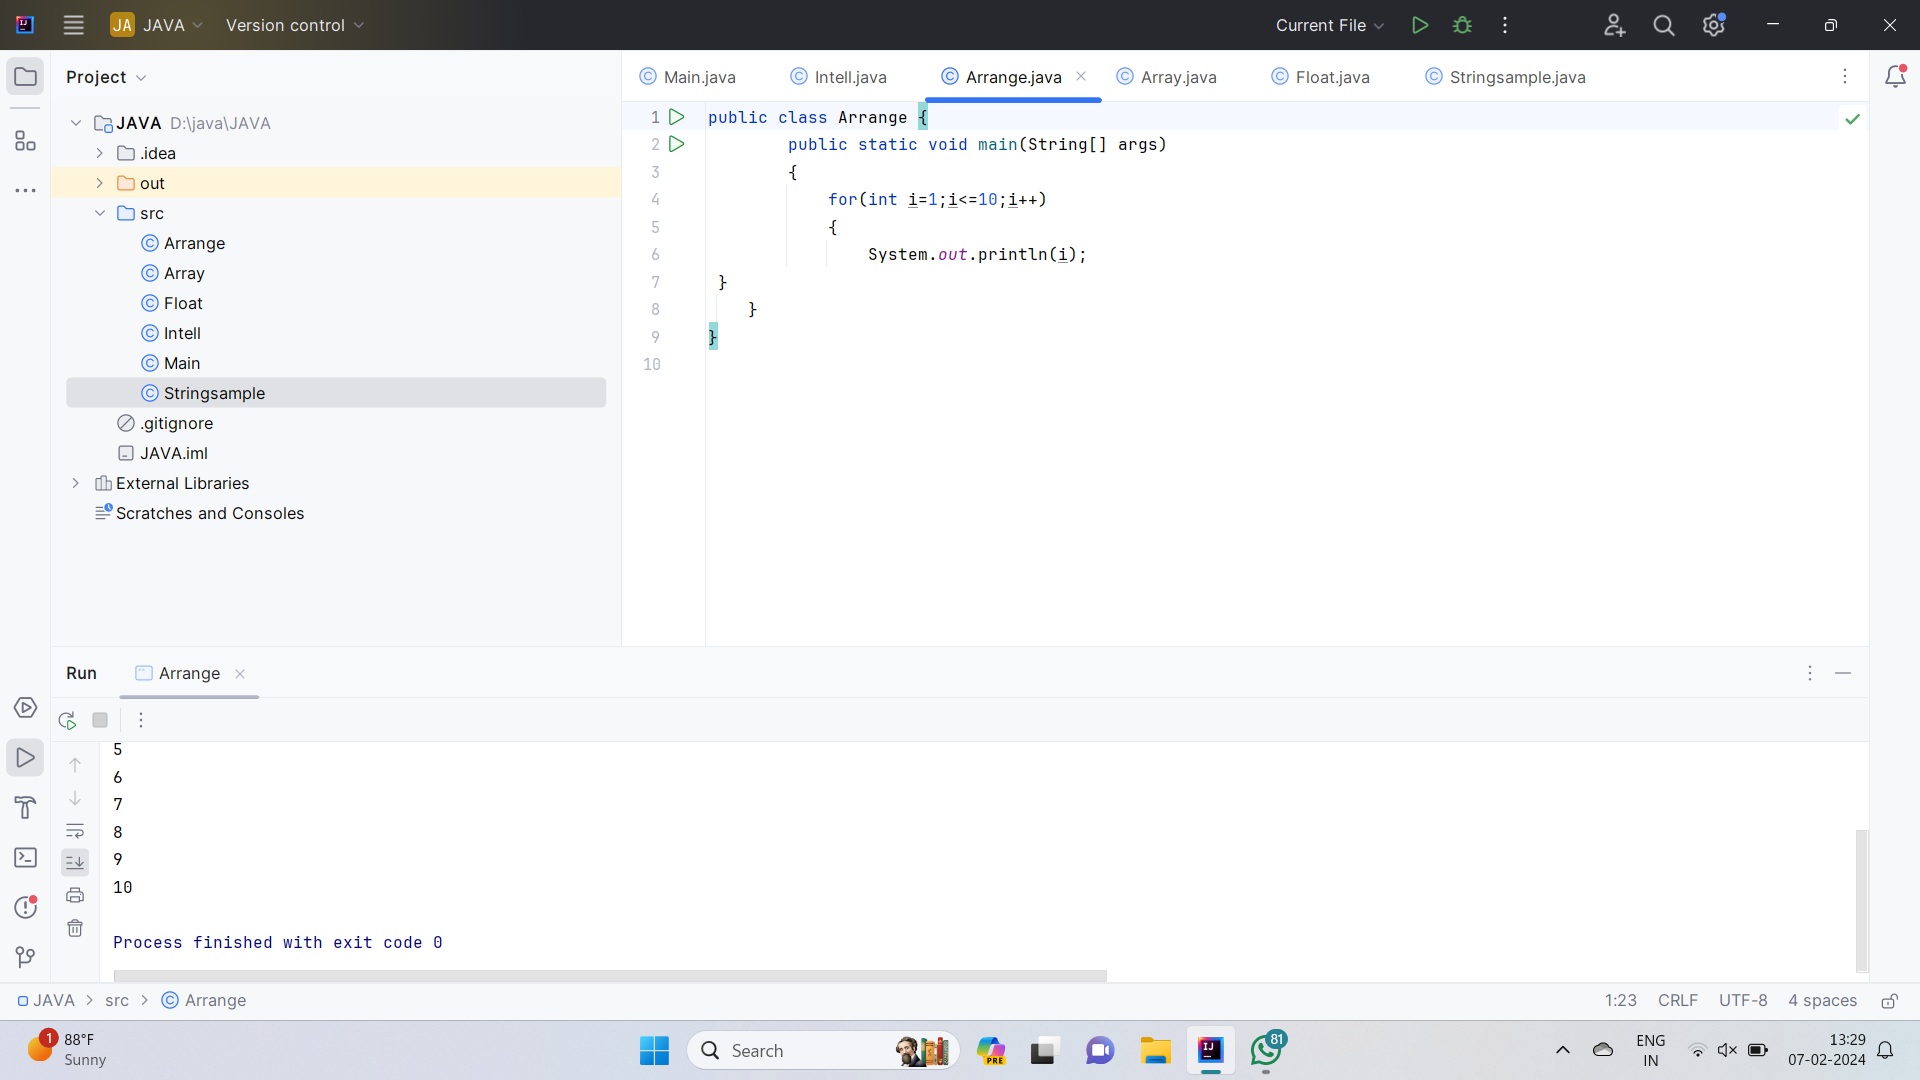 JA JAVA Version control Current File
Project
Main.java Intell.java Arrange.java Array.java Float.java Stringsample.java
JAVA D:\java\JAVA
.idea
out
src
Arrange
Array
Float
Intell
Main
Stringsample
.gitignore
JAVA.iml
External Libraries
Scratches and Consoles
1 public class Arrange {
2 public static void main(String[] args)
3 {
4 for(int i=1;i<=10;i++)
5 {
6 System.out.println(i);
7 }
8 }
9 }
10
Run Arrange
5
6
7
8
9
10
Process finished with exit code 0
JAVA > src > Arrange 1:23 CRLF UTF-8 4 spaces
1 88°F
Sunny
Search
PRE
81
ENG
IN
13:29
07-02-2024